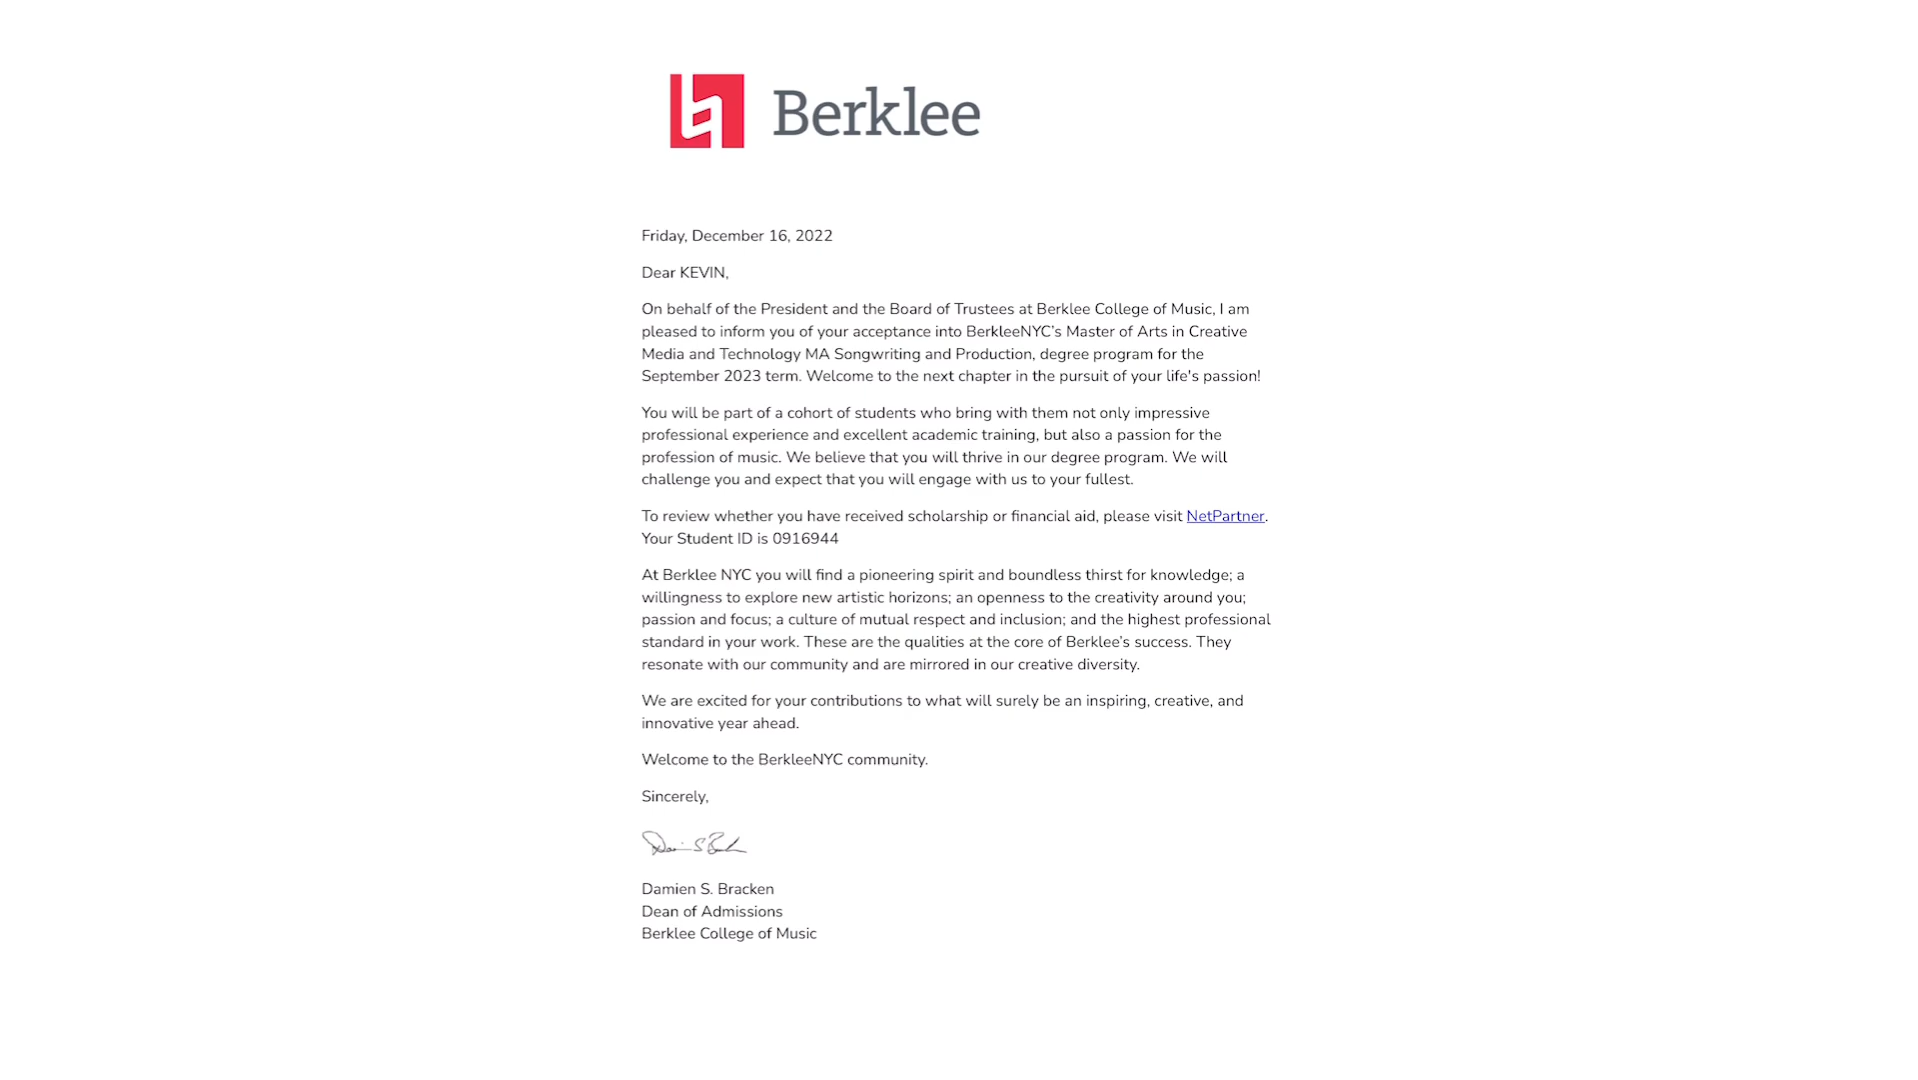 Berklee
Friday, December 16, 2022
Dear KEVIN,
On behalf of the President and the Board of Trustees at Berklee College of Music, I am
pleased to inform you of your acceptance into BerkleeNYC’s Master of Arts in Creative
Media and Technology MA Songwriting and Production, degree program for the
September 2023 term. Welcome to the next chapter in the pursuit of your life's passion!
You will be part of a cohort of students who bring with them not only impressive
professional experience and excellent academic training, but also a passion for the
profession of music. We believe that you will thrive in our degree program. We will
challenge you and expect that you will engage with us to your fullest.
To review whether you have received scholarship or financial aid, please visit NetPartner.
Your Student ID is 0916944
At Berklee NYC you will find a pioneering spirit and boundless thirst for knowledge; a
willingness to explore new artistic horizons; an openness to the creativity around you;
passion and focus; a culture of mutual respect and inclusion; and the highest professional
standard in your work. These are the qualities at the core of Berklee’s success. They
resonate with our community and are mirrored in our creative diversity.
We are excited for your contributions to what will surely be an inspiring, creative, and
innovative year ahead.
Welcome to the BerkleeNYC community.
Sincerely,
Damien S. Bracken
Dean of Admissions
Berklee College of Music